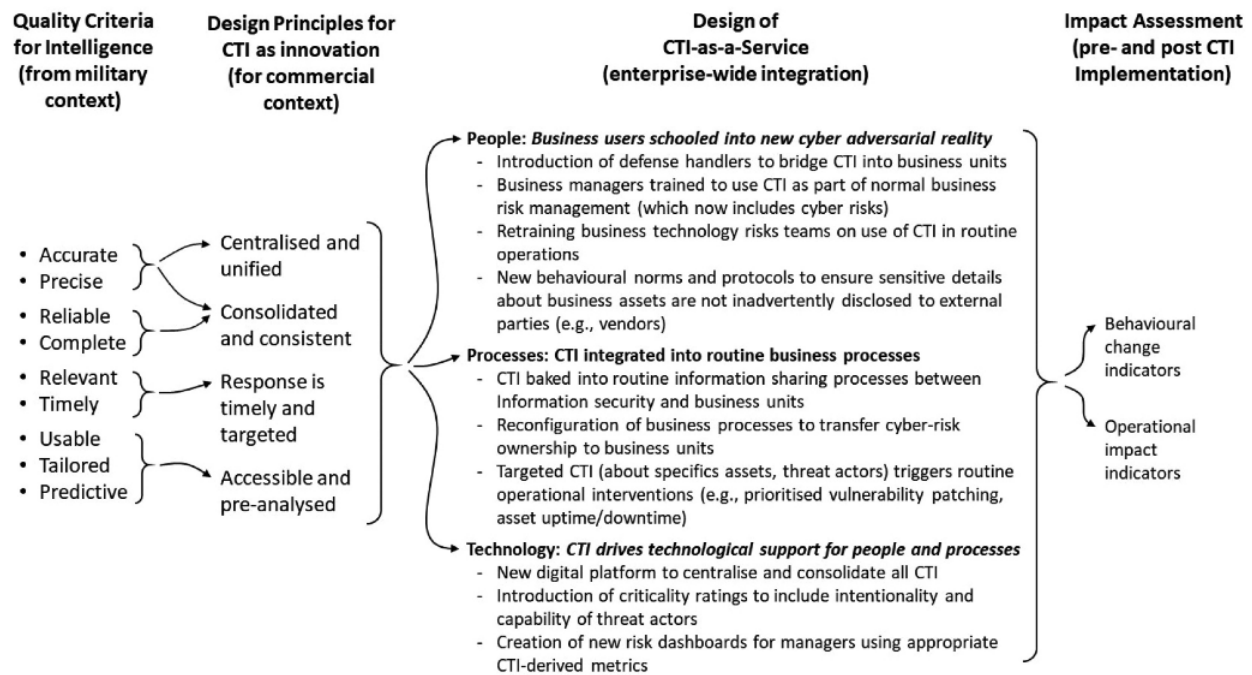 Quality Criteria
for Intelligence
(from military
context)
Design Principles for
CTI as innovation
(for commercial
context)
Design of
CTI-as-a-Service
(enterprise-wide integration)
Impact Assessment
(pre- and post CTI
Implementation)
• Accurate
• Precise
• Reliable
• Complete
• Relevant
• Timely
• Usable
• Tailored
• Predictive
Centralised and
unified
Consolidated
and consistent
Response is
timely and
targeted
Accessible and
pre-analysed
People: Business users schooled into new cyber adversarial reality
- Introduction of defense handlers to bridge CTI into business units
- Business managers trained to use CTI as part of normal business
risk management (which now includes cyber risks)
- Retraining business technology risks teams on use of CTI in routine
operations
- New behavioural norms and protocols to ensure sensitive details
about business assets are not inadvertently disclosed to external
parties (e.g., vendors)
Processes: CTI integrated into routine business processes
- CTI baked into routine information sharing processes between
Information security and business units
- Reconfiguration of business processes to transfer cyber-risk
ownership to business units
- Targeted CTI (about specifics assets, threat actors) triggers routine
operational interventions (e.g., prioritised vulnerability patching,
asset uptime/downtime)
Technology: CTI drives technological support for people and processes
- New digital platform to centralise and consolidate all CTI
- Introduction of criticality ratings to include intentionality and
capability of threat actors
- Creation of new risk dashboards for managers using appropriate
CTI-derived metrics
Behavioural
change
indicators
Operational
impact
indicators